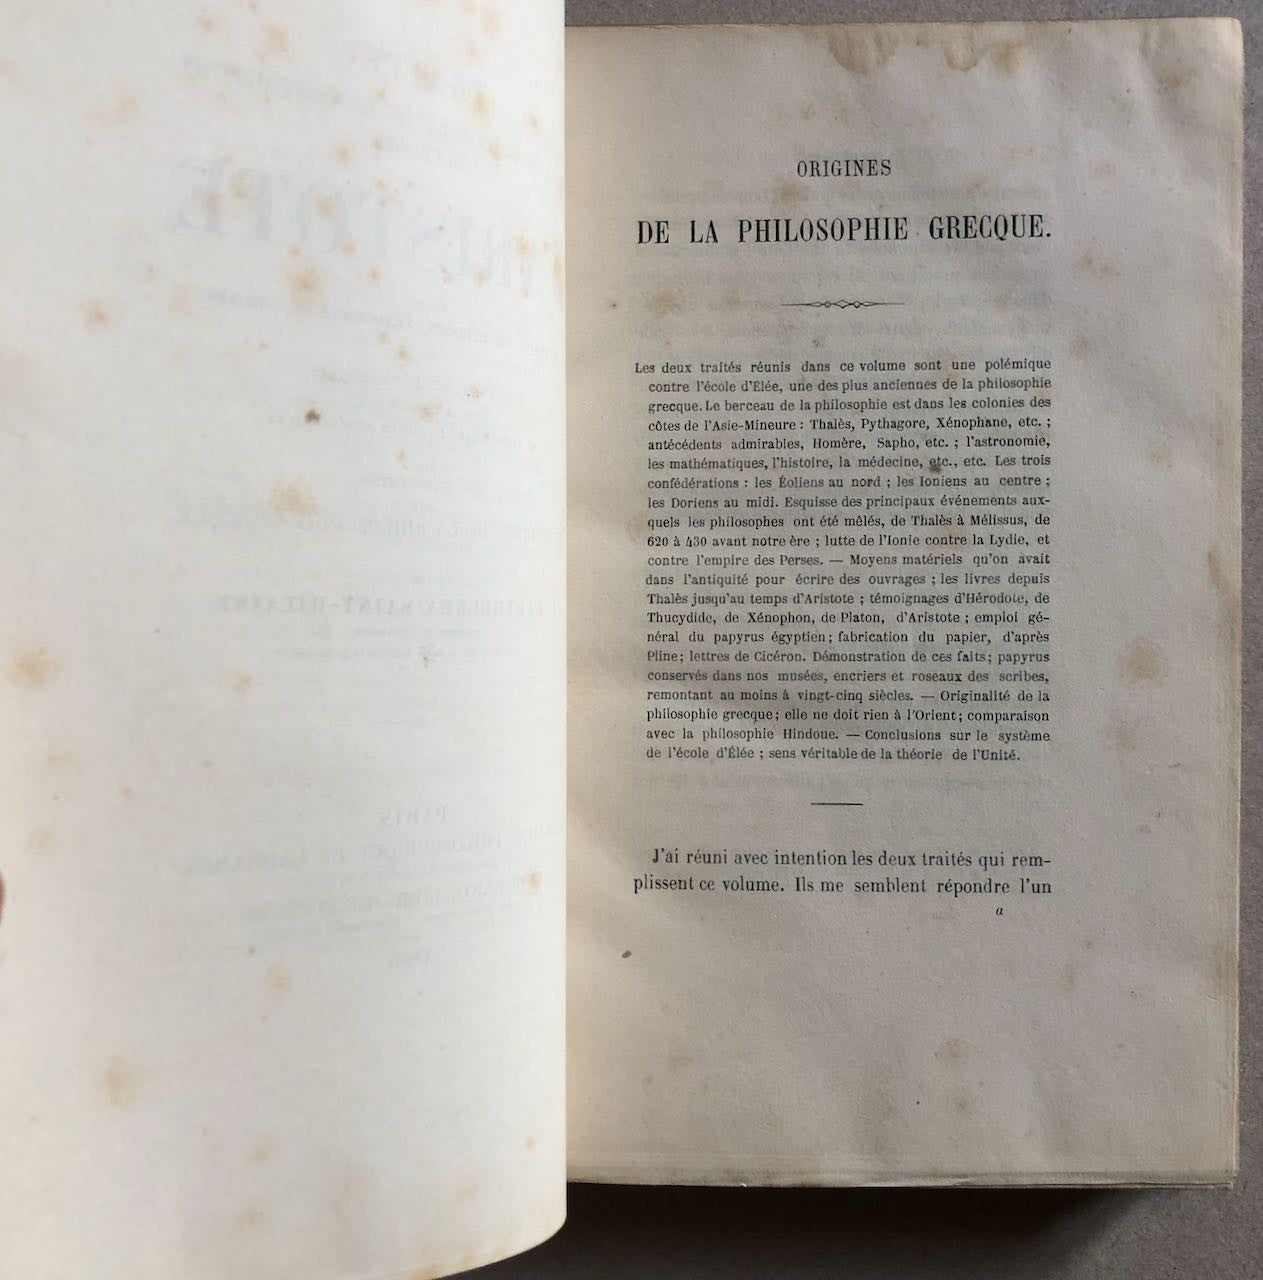 ORIGINES
DE LA PHILOSOPHIE GRECQUE.
Les deux traités réunis dans ce volume sont une polémique
contre l'école d'Élée, une des plus anciennes de la philosophie
grecque. Le berceau de la philosophie est dans les colonies des
côtes de l'Asie-Mineure : Thalès, Pythagore, Xénophane, etc. ;
antécédents admirables, Homère, Sapho, etc. ; l'astronomie,
les mathématiques, l'histoire, la médecine, etc., etc. Les trois
confédérations : les Éoliens au nord ; les Ioniens au centre ;
les Doriens au midi. Esquisse des principaux événements aux-
quels les philosophes ont été mêlés, de Thalès à Mélissus, de
620 à 430 avant notre ère ; lutte de l'Ionie contre la Lydie, et
contre l'empire des Perses. — Moyens matériels qu'on avait
dans l'antiquité pour écrire des ouvrages ; les livres depuis
Thalès jusqu'au temps d'Aristote ; témoignages d'Hérodote, de
Thucydide, de Xénophon, de Platon, d'Aristote ; emploi gé-
néral du papyrus égyptien ; fabrication du papier, d'après
Pline ; lettres de Cicéron. Démonstration de ces faits ; papyrus
conservés dans nos musées, encriers et roseaux des scribes,
remontant au moins à vingt-cinq siècles. — Originalité de la
philosophie grecque ; elle ne doit rien à l'Orient ; comparaison
avec la philosophie Hindoue. — Conclusions sur le système
de l'école d'Élée ; sens véritable de la théorie de l'Unité.
J'ai réuni avec intention les deux traités qui rem-
plissent ce volume. Ils me semblent répondre l'un
a